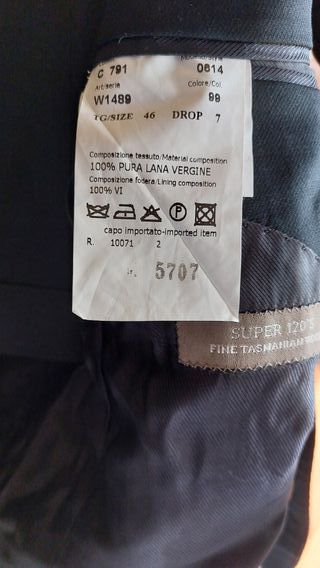 C 791 0614
Art/serie Colore/Col
W1489 99
TG/SIZE 46 DROP 7
Composizione tessuto/Material composition
100% PURA LANA VERGINE
Composizione fodera/Lining composition
100% VI
capo importato-imported item
R. 10071 2
5707
SUPER 120'S
FINE TASMANIAN WOOL